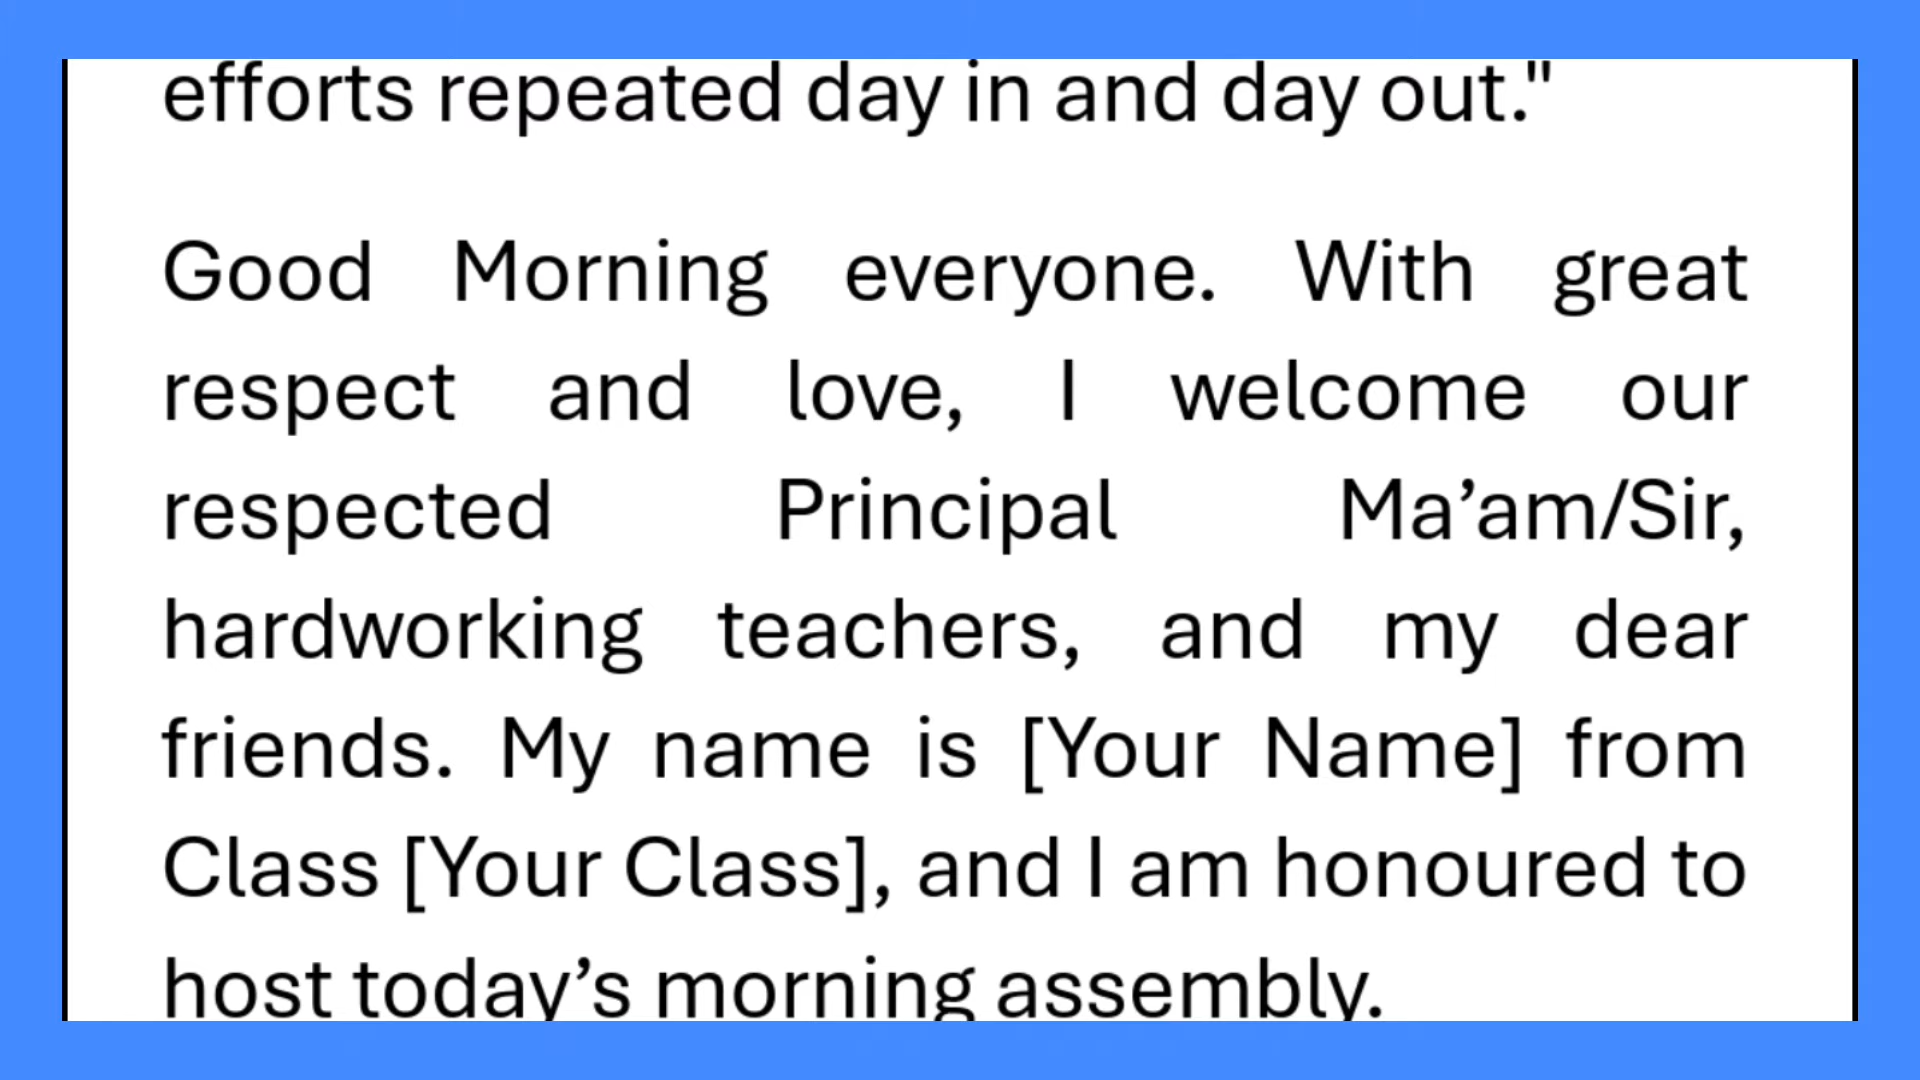 efforts repeated day in and day out."
Good Morning everyone. With great
respect and love, I welcome our
respected Principal Ma’am/Sir,
hardworking teachers, and my dear
friends. My name is [Your Name] from
Class [Your Class], and I am honoured to
host today’s morning assembly.